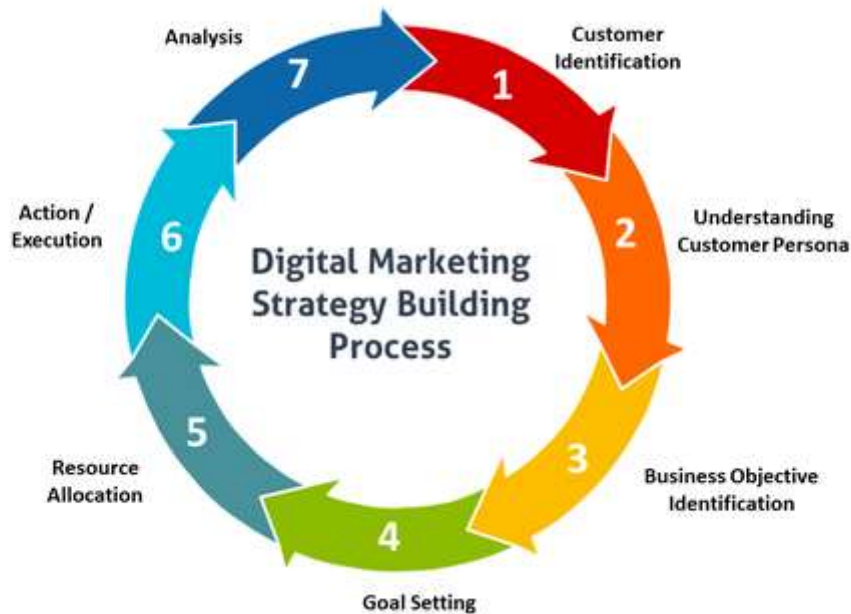 Digital Marketing
Strategy Building
Process
1
Customer
Identification
2
Understanding
Customer Persona
3
Business Objective
Identification
4
Goal Setting
5
Resource
Allocation
6
Action /
Execution
7
Analysis